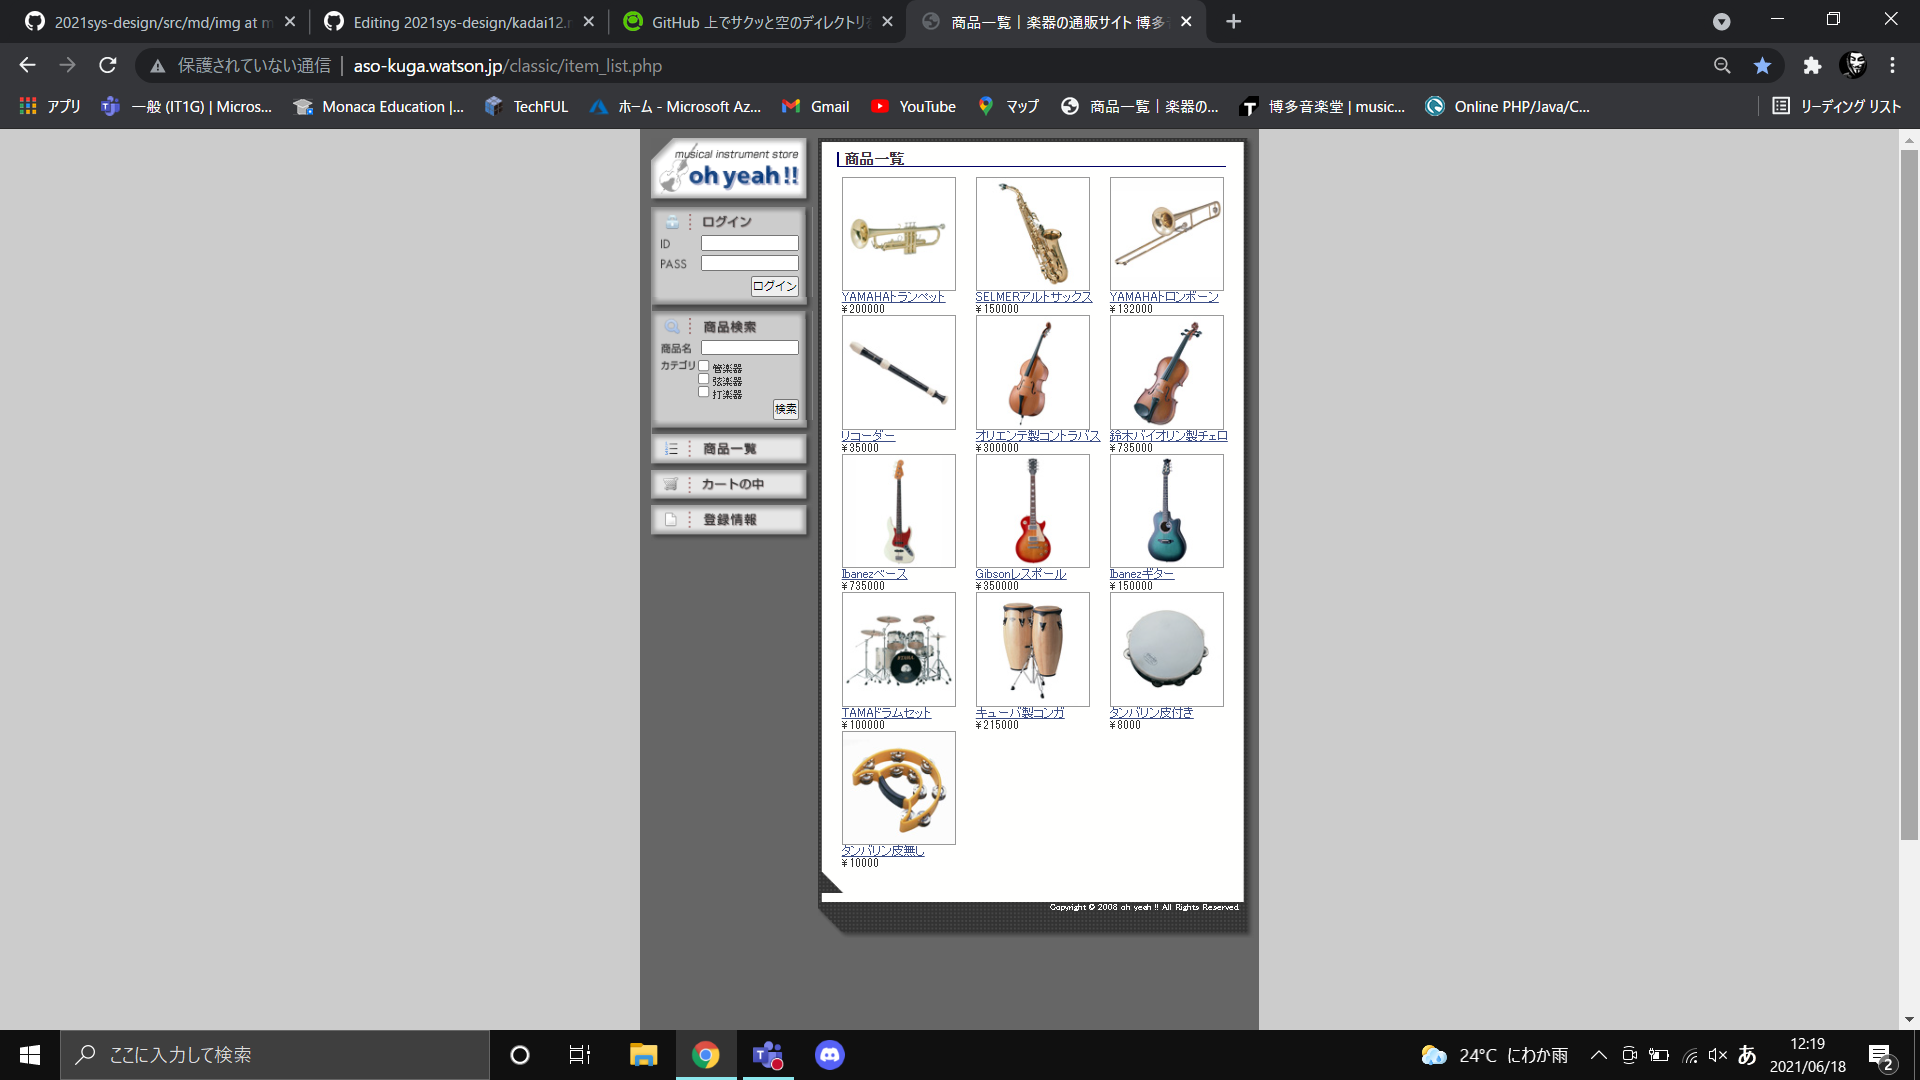 2021sys-design/src/md/img at m
Editing 2021sys-design/kadai12.r
GitHub 上でサクッと空のディレクトリを
商品一覧 | 楽器の通販サイト 博多音
保護されていない通信
aso-kuga.watson.jp/classic/item_list.php
アプリ
一般 (IT1G) | Micros...
Monaca Education |...
TechFUL
ホーム - Microsoft Az...
Gmail
YouTube
マップ
商品一覧 | 楽器の...
博多音楽堂 | music...
Online PHP/Java/C...
リーディング リスト
musical instrument store
oh yeah !!
ログイン
ID
PASS
ログイン
商品検索
商品名
カテゴリ
管楽器
弦楽器
打楽器
検索
商品一覧
カートの中
登録情報
商品一覧
YAMAHAトランペット
¥200000
SELMERアルトサックス
¥150000
YAMAHAトロンボーン
¥132000
リコーダー
¥35000
オリエンテ製コントラバス
¥300000
鈴木バイオリン製チェロ
¥735000
Ibanezベース
¥735000
Gibsonレスポール
¥350000
Ibanezギター
¥150000
TAMAドラムセット
¥100000
キューバ製コンガ
¥215000
タンバリン皮付き
¥8000
タンバリン皮無し
¥10000
Copyright © 2008 oh yeah !! All Rights Reserved.
ここに入力して検索
24°C にわか雨
あ
12:19
2021/06/18
2